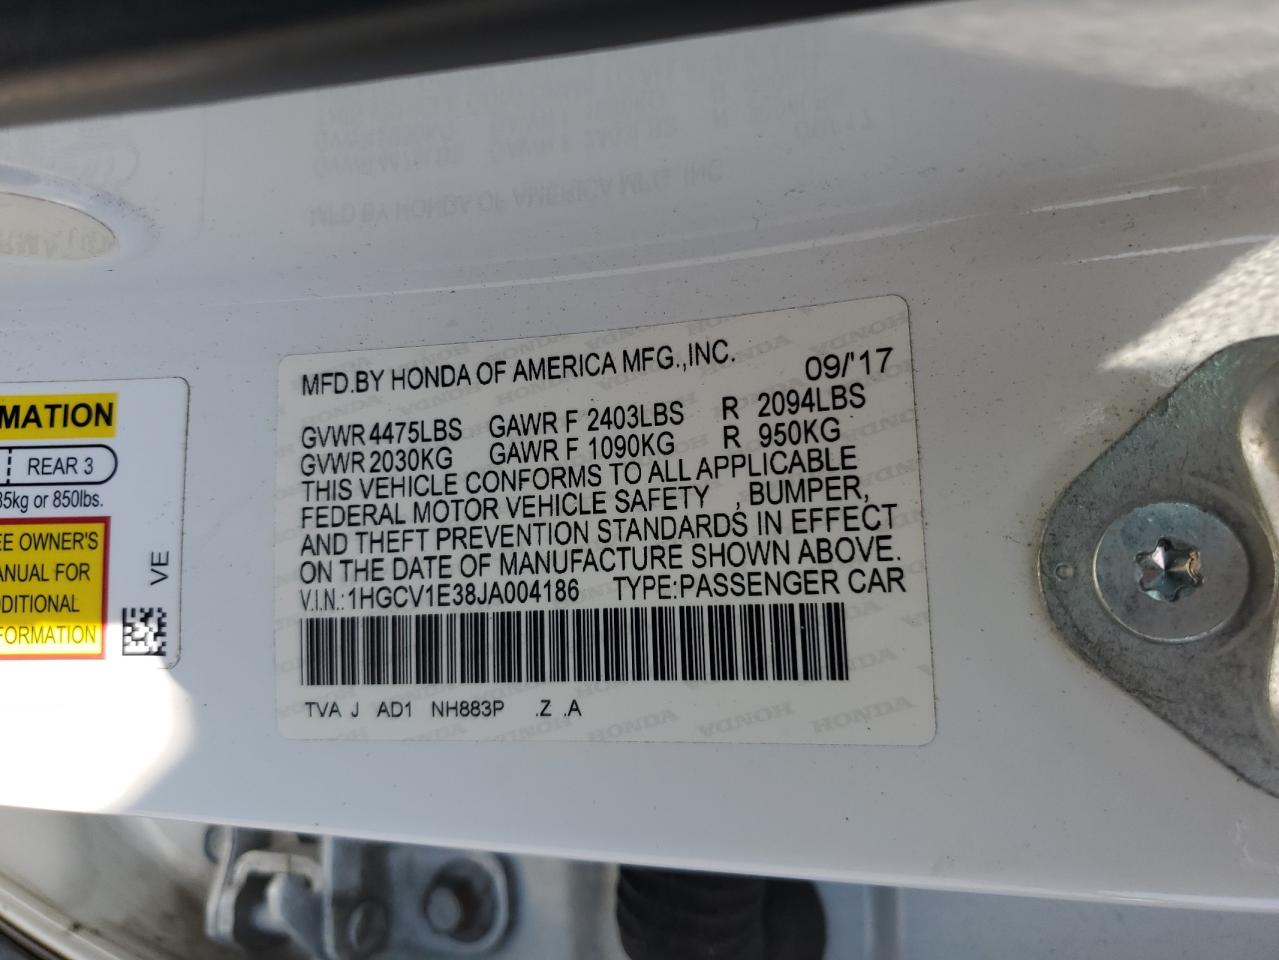 MFD.BY HONDA OF AMERICA MFG.,INC. 09/'17
GVWR 4475LBS GAWR F 2403LBS R 2094LBS
GVWR 2030KG GAWR F 1090KG R 950KG
THIS VEHICLE CONFORMS TO ALL APPLICABLE
FEDERAL MOTOR VEHICLE SAFETY ,BUMPER,
AND THEFT PREVENTION STANDARDS IN EFFECT
ON THE DATE OF MANUFACTURE SHOWN ABOVE.
V.I.N.:1HGCV1E38JA004186 TYPE:PASSENGER CAR
TVA J AD1 NH883P .Z .A
MATION
REAR 3
35kg or 850lbs.
EE OWNER'S
ANUAL FOR
DDITIONAL
FORMATION
VE